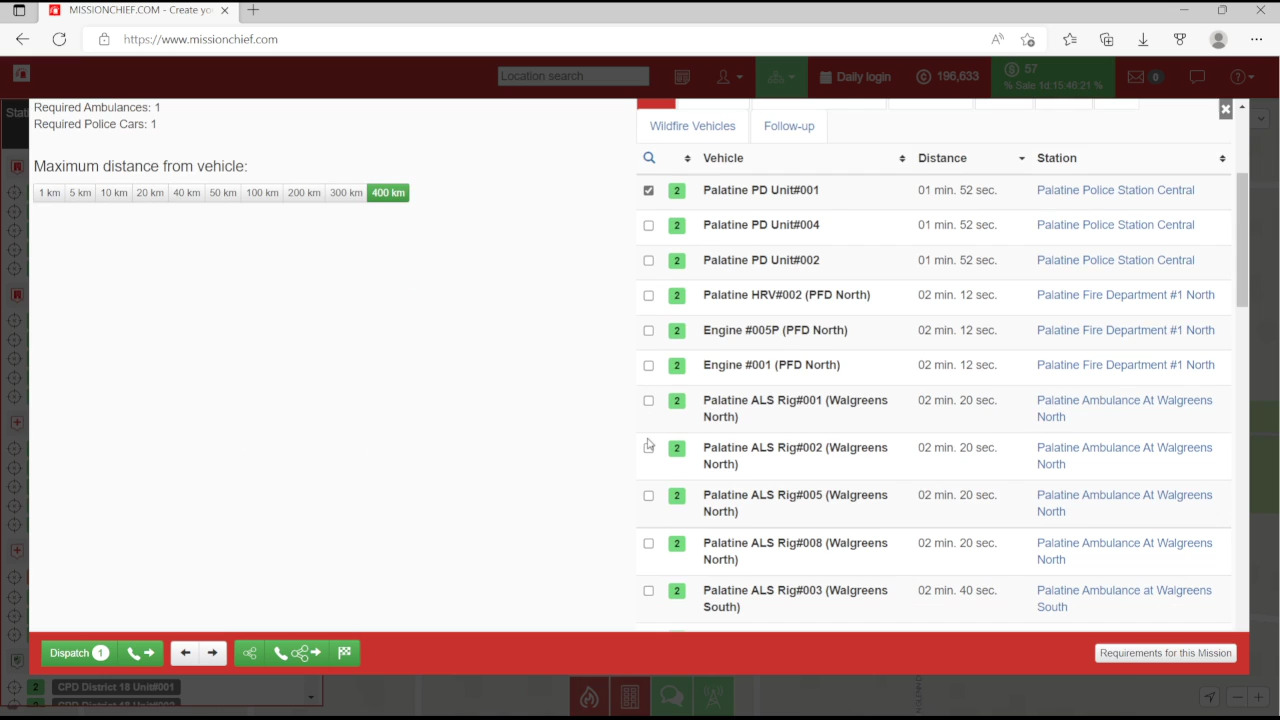 MISSIONCHIEF.COM - Create yo
https://www.missionchief.com
Location search
Daily login
196,633
57
% Sale 1d:15:46:21 %
0
Required Ambulances: 1
Required Police Cars: 1
Maximum distance from vehicle:
1 km 5 km 10 km 20 km 40 km 50 km 100 km 200 km 300 km 400 km
Wildfire Vehicles Follow-up
Vehicle Distance Station
2 Palatine PD Unit#001 01 min. 52 sec. Palatine Police Station Central
2 Palatine PD Unit#004 01 min. 52 sec. Palatine Police Station Central
2 Palatine PD Unit#002 01 min. 52 sec. Palatine Police Station Central
2 Palatine HRV#002 (PFD North) 02 min. 12 sec. Palatine Fire Department #1 North
2 Engine #005P (PFD North) 02 min. 12 sec. Palatine Fire Department #1 North
2 Engine #001 (PFD North) 02 min. 12 sec. Palatine Fire Department #1 North
2 Palatine ALS Rig#001 (Walgreens 02 min. 20 sec. Palatine Ambulance At Walgreens
North) North
2 Palatine ALS Rig#002 (Walgreens 02 min. 20 sec. Palatine Ambulance At Walgreens
North) North
2 Palatine ALS Rig#005 (Walgreens 02 min. 20 sec. Palatine Ambulance At Walgreens
North) North
2 Palatine ALS Rig#008 (Walgreens 02 min. 20 sec. Palatine Ambulance At Walgreens
North) North
2 Palatine ALS Rig#003 (Walgreens 02 min. 40 sec. Palatine Ambulance at Walgreens
South) South
Dispatch 1
Requirements for this Mission
2 CPD District 18 Unit#001